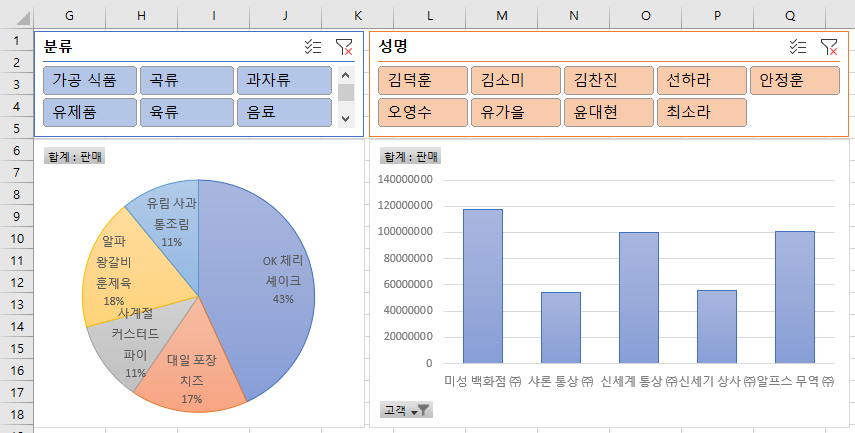 G H I J K L M N O P Q
1
2
3
4
5
6
7
8
9
10
11
12
13
14
15
16
17
18
분류
가공 식품 곡류 과자류
유제품 육류 음료
성명
김덕훈 김소미 김찬진 선하라 안정훈
오영수 유가을 윤대현 최소라
합계 : 판매
유림 사과
통조림
11%
OK 체리
셰이크
43%
알파
왕갈비
훈제육
18%
사계절
커스터드
파이
11%
대일 포장
치즈
17%
합계 : 판매
140000000
120000000
100000000
80000000
60000000
40000000
20000000
0
미성 백화점 ㈜ 샤론 통상 ㈜ 신세계 통상 ㈜ 신세기 상사 ㈜ 알프스 무역 ㈜
고객